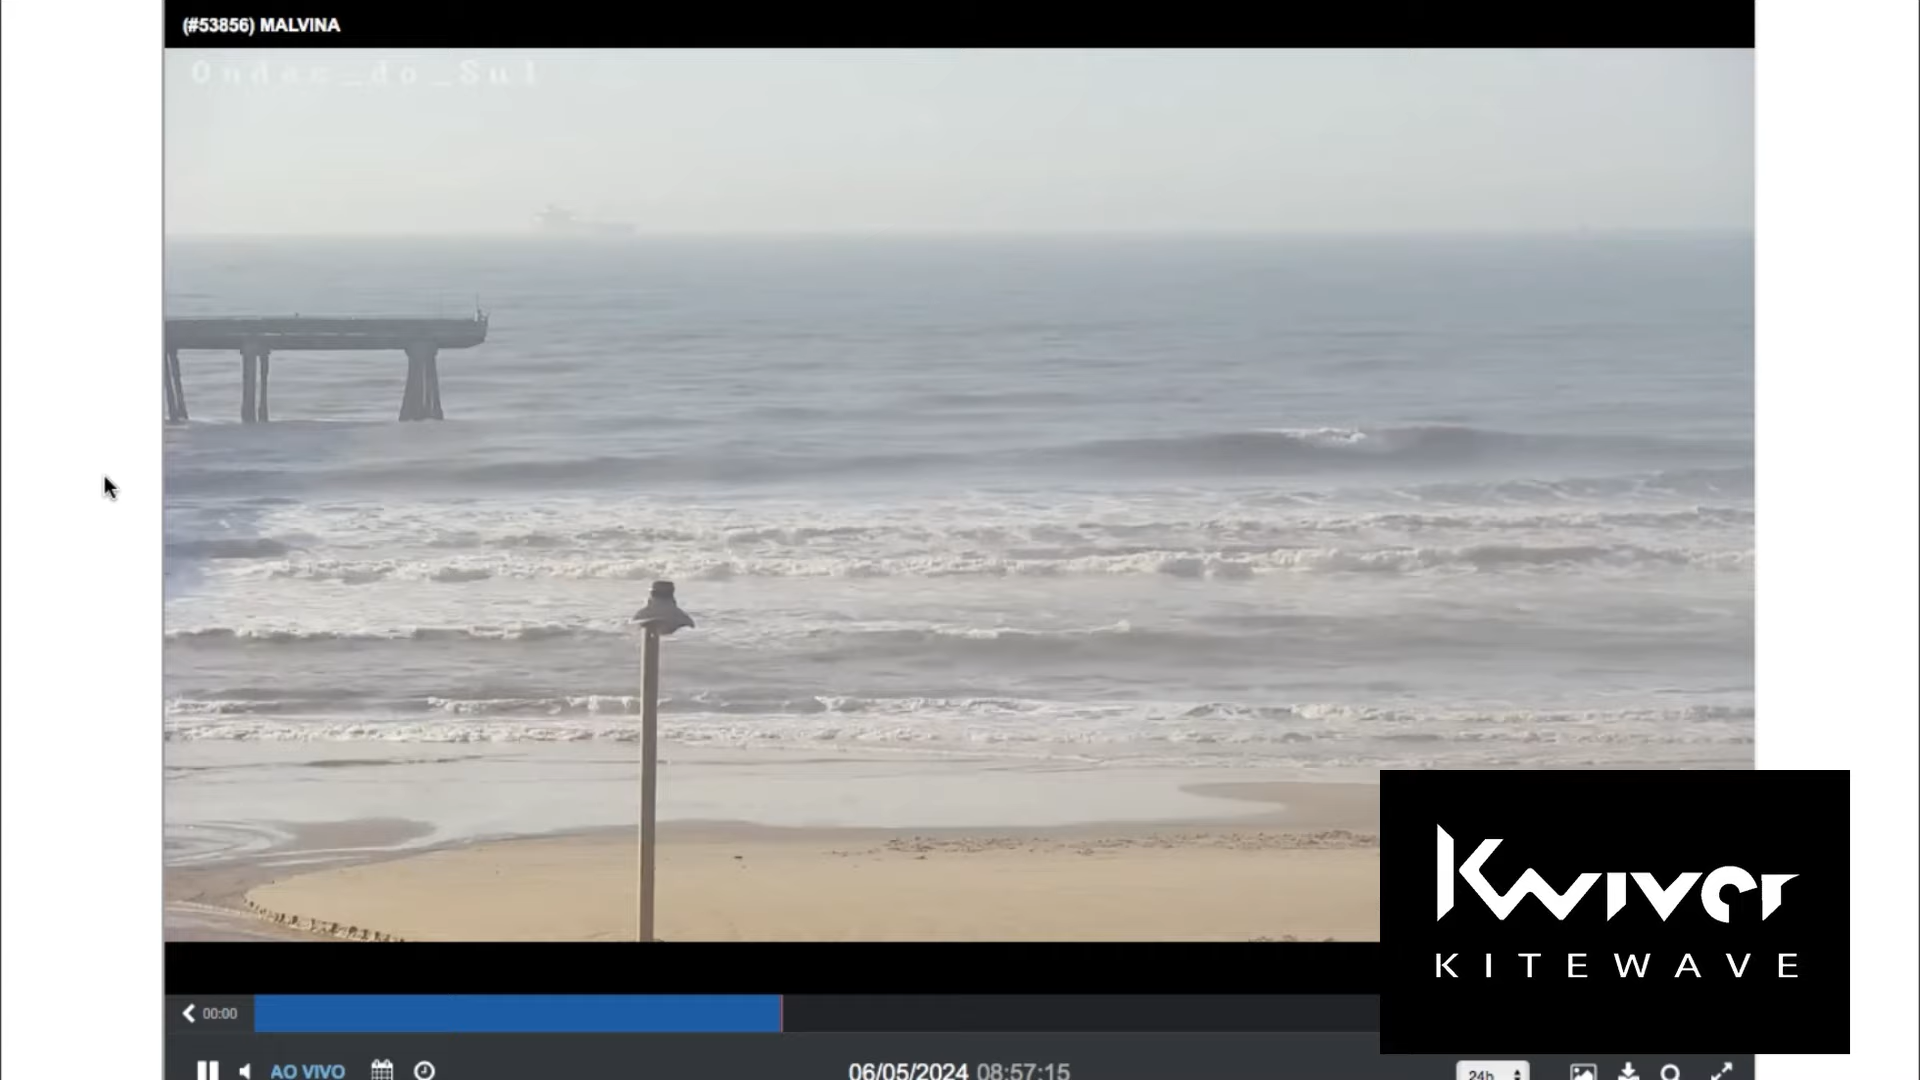 (#53856) MALVINA
Ondas_do_Sul
Kwiver
KITEWAVE
00:00
AO VIVO
06/05/2024 08:57:15
24h